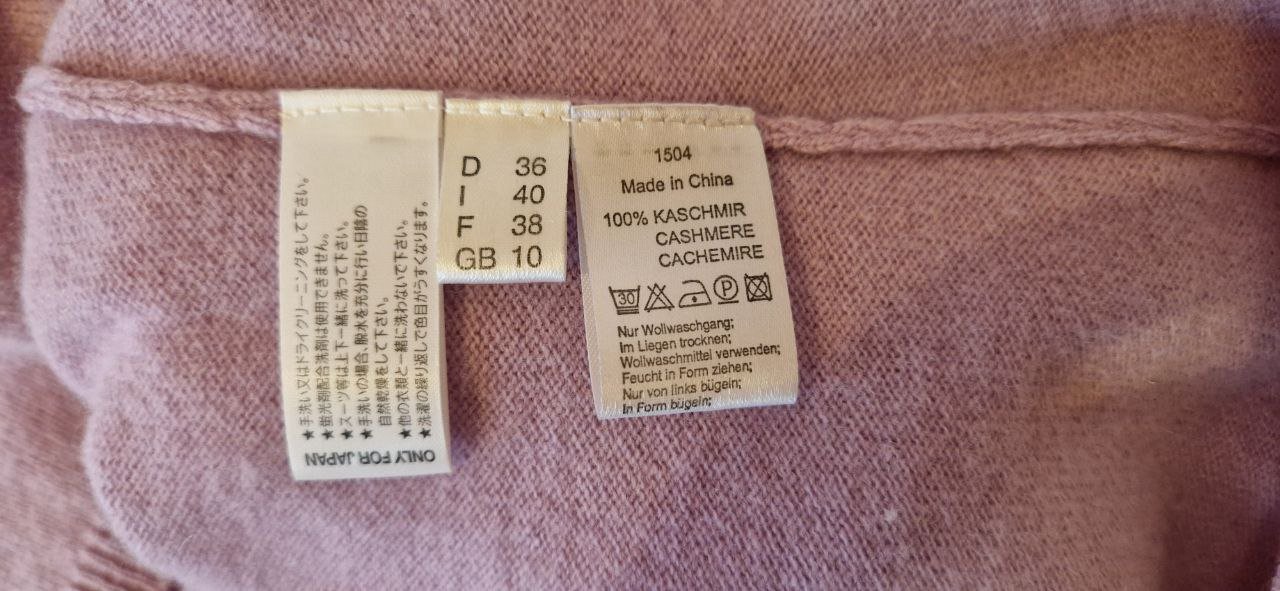 ★手洗い又はドライクリーニングをして下さい。
★蛍光剤配合洗剤は使用できません。
★スーツ等は上下一緒に洗って下さい。
★手洗いの場合、脱水を充分に行い日陰の
自然乾燥をして下さい。
★他の衣類と一緒に洗わないで下さい。
★洗濯の繰り返しで色目がうすくなります。
ONLY FOR JAPAN
D 36
I 40
F 38
GB 10
1504
Made in China
100% KASCHMIR
CASHMERE
CACHEMIRE
30 P
Nur Wollwaschgang;
Im Liegen trocknen;
Wollwaschmittel verwenden;
Feucht in Form ziehen;
Nur von links bügeln;
In Form bügeln;